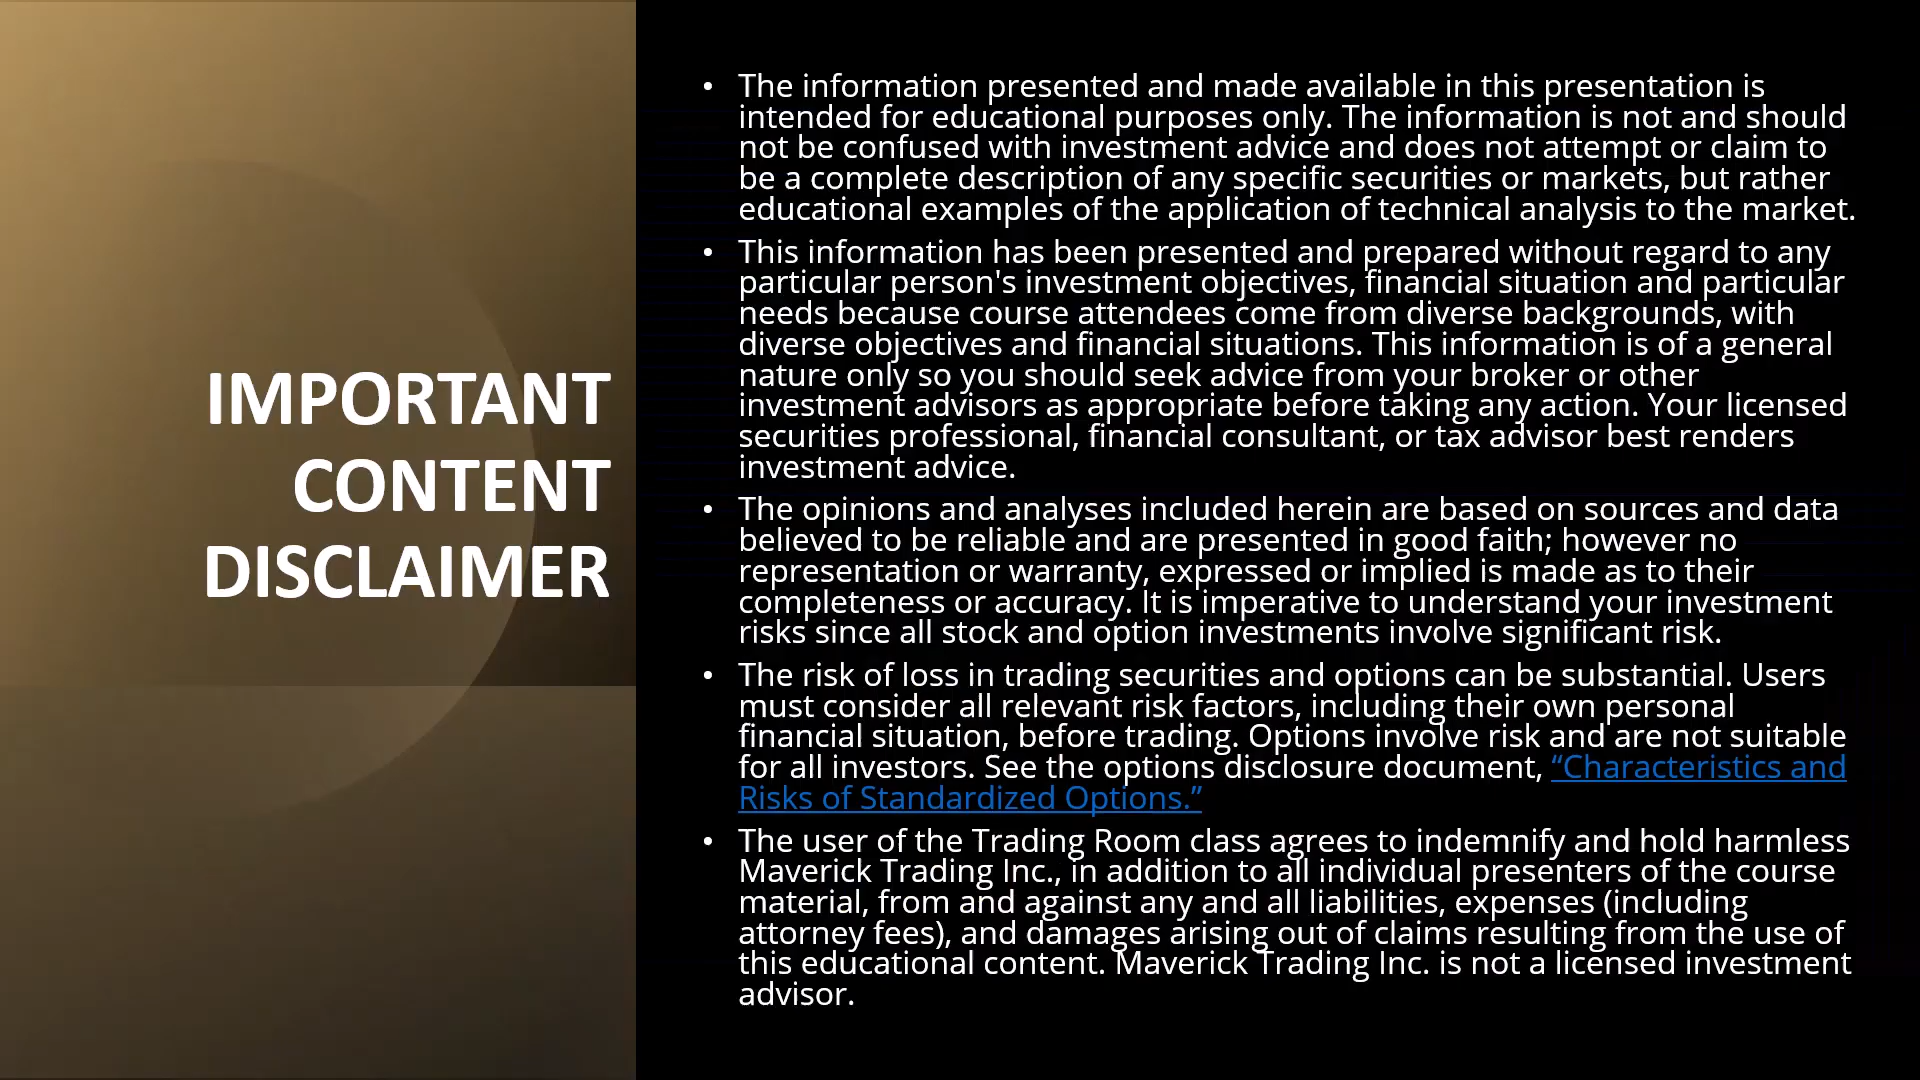 IMPORTANT
CONTENT
DISCLAIMER
• The information presented and made available in this presentation is
intended for educational purposes only. The information is not and should
not be confused with investment advice and does not attempt or claim to
be a complete description of any specific securities or markets, but rather
educational examples of the application of technical analysis to the market.
• This information has been presented and prepared without regard to any
particular person's investment objectives, financial situation and particular
needs because course attendees come from diverse backgrounds, with
diverse objectives and financial situations. This information is of a general
nature only so you should seek advice from your broker or other
investment advisors as appropriate before taking any action. Your licensed
securities professional, financial consultant, or tax advisor best renders
investment advice.
• The opinions and analyses included herein are based on sources and data
believed to be reliable and are presented in good faith; however no
representation or warranty, expressed or implied is made as to their
completeness or accuracy. It is imperative to understand your investment
risks since all stock and option investments involve significant risk.
• The risk of loss in trading securities and options can be substantial. Users
must consider all relevant risk factors, including their own personal
financial situation, before trading. Options involve risk and are not suitable
for all investors. See the options disclosure document, “Characteristics and
Risks of Standardized Options.”
• The user of the Trading Room class agrees to indemnify and hold harmless
Maverick Trading Inc., in addition to all individual presenters of the course
material, from and against any and all liabilities, expenses (including
attorney fees), and damages arising out of claims resulting from the use of
this educational content. Maverick Trading Inc. is not a licensed investment
advisor.